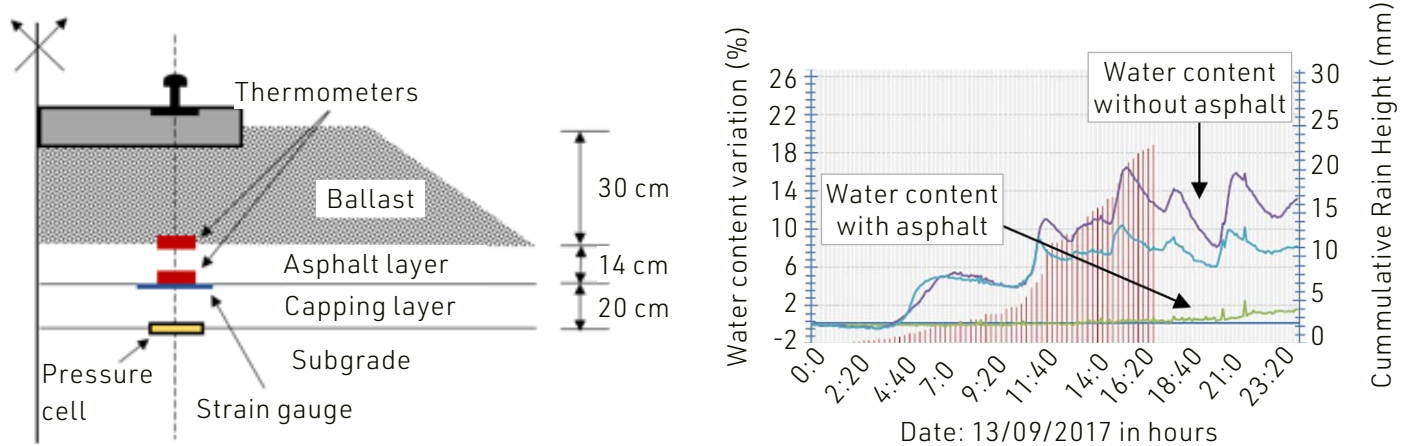 Thermometers
Ballast
30 cm
Asphalt layer
14 cm
Capping layer
20 cm
Subgrade
Pressure
cell
Strain gauge
Water content variation (%)
26
22
18
14
10
6
2
-2
Water content
without asphalt
Water content
with asphalt
30
25
20
15
10
5
0
Cummulative Rain Height (mm)
0:0
2:20
4:40
7:0
9:20
11:40
14:0
16:20
18:40
21:0
23:20
Date: 13/09/2017 in hours